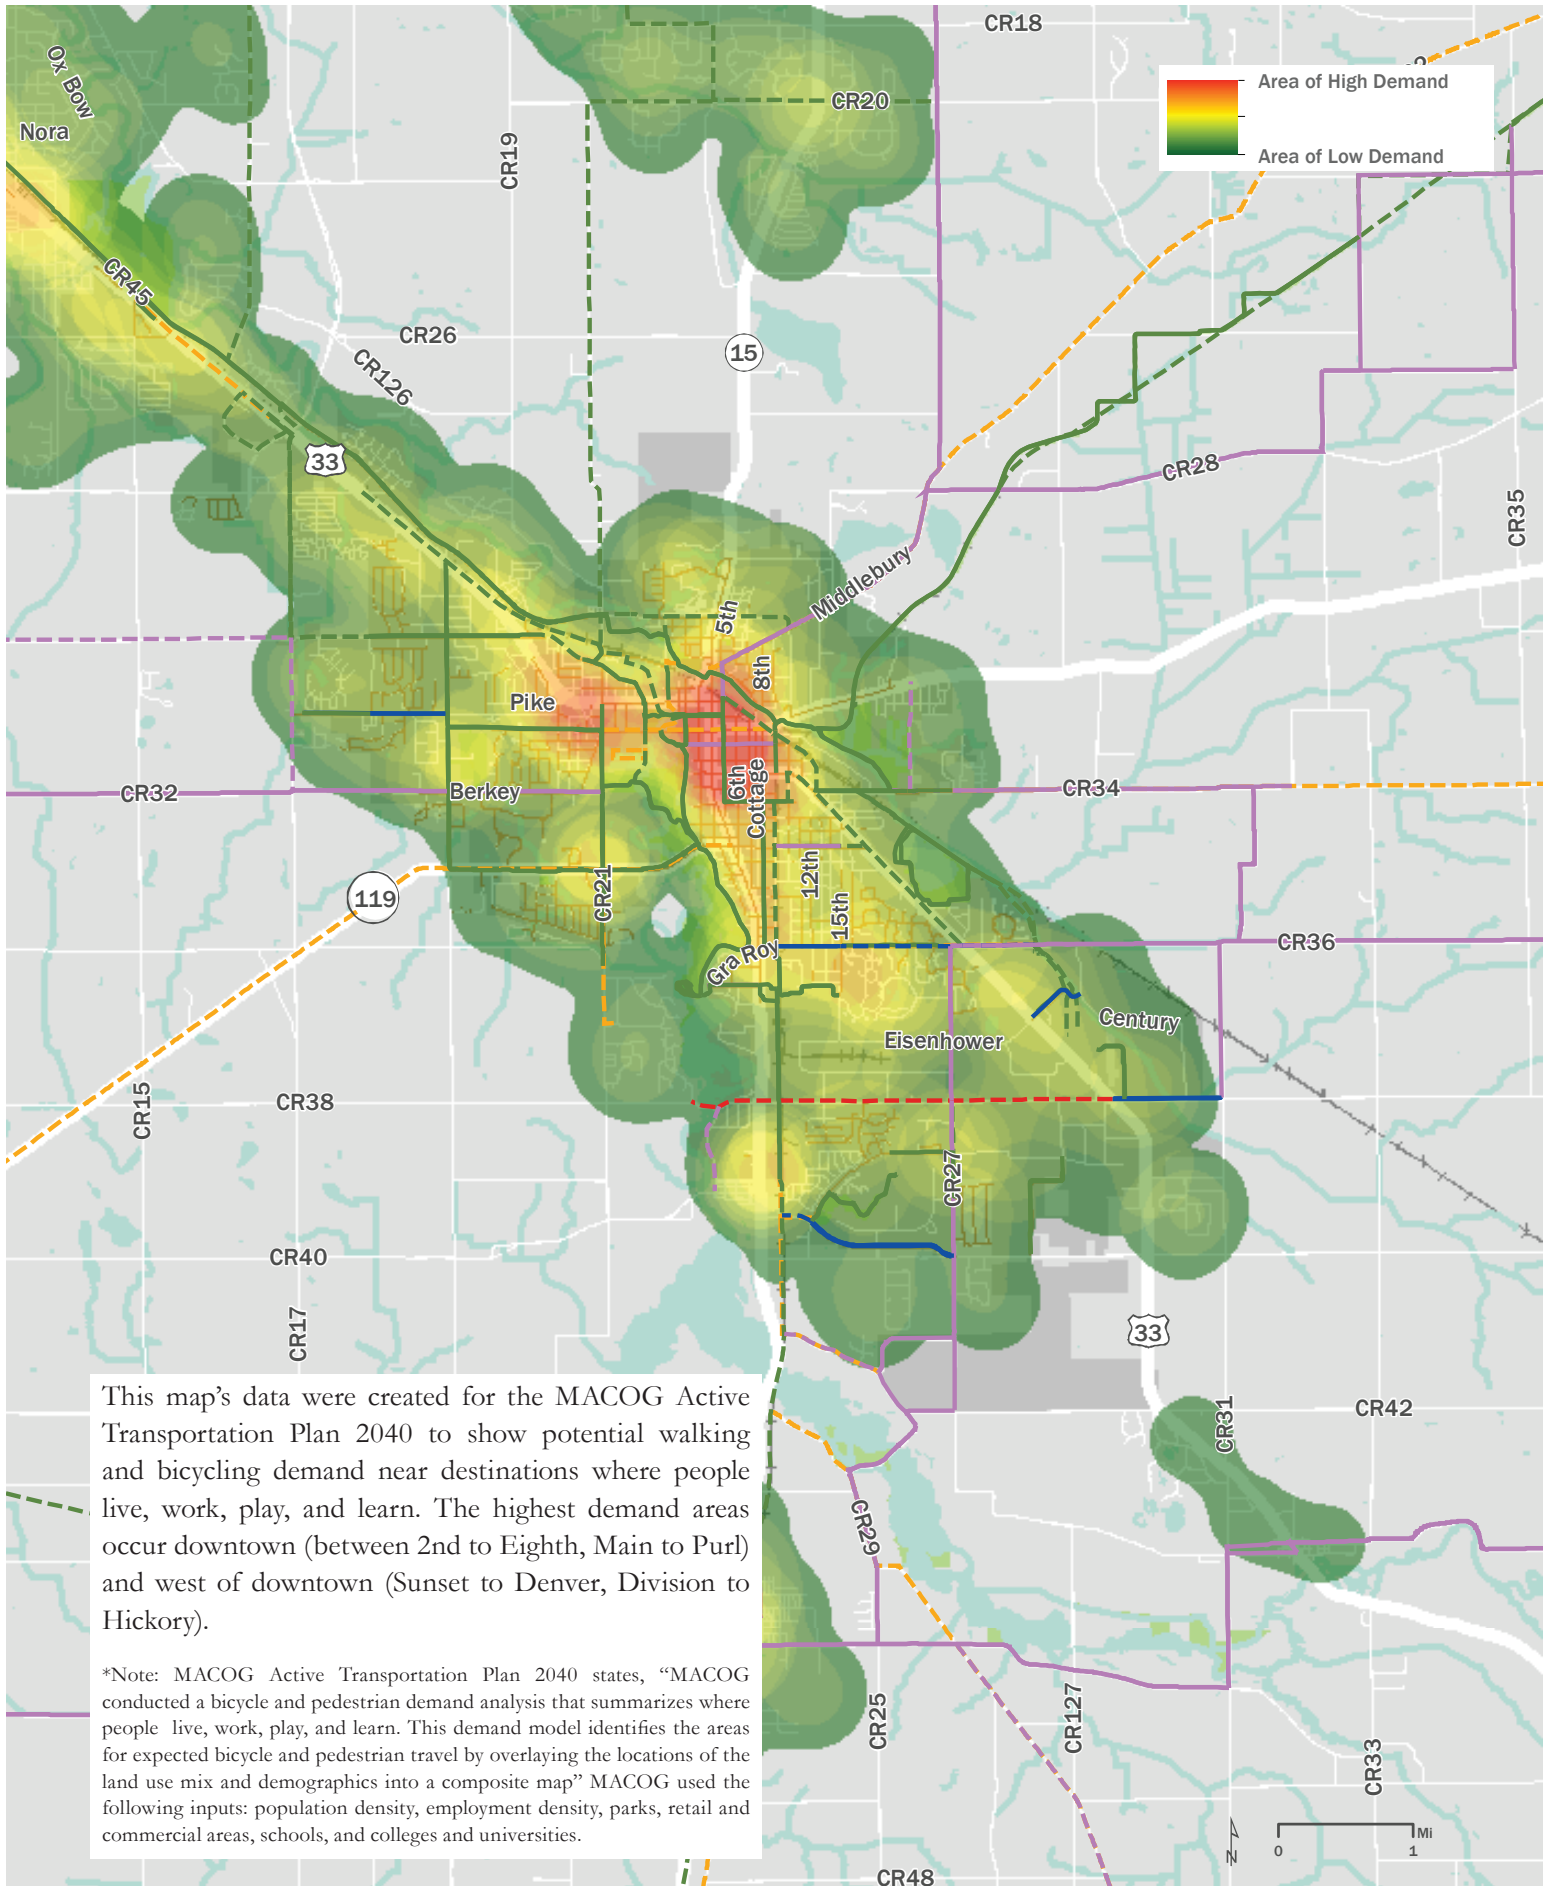 CR18
Ox Bow
Area of High Demand
CR20
Nora
CR19
Area of Low Demand
CR45
CR26
15
CR126
33
CR28
CR35
Middlebury
5th
8th
Pike
6th
Cottage
CR32
Berkey
CR34
12th
CR21
119
15th
Gra Roy
CR36
Century
Eisenhower
CR15
CR38
CR27
CR40
CR17
33
This map's data were created for the MACOG Active
Transportation Plan 2040 to show potential walking
and bicycling demand near destinations where people
live, work, play, and learn. The highest demand areas
occur downtown (between 2nd to Eighth, Main to Purl)
and west of downtown (Sunset to Denver, Division to
Hickory).
CR31
CR42
CR29
*Note: MACOG Active Transportation Plan 2040 states, “MACOG
conducted a bicycle and pedestrian demand analysis that summarizes where
people live, work, play, and learn. This demand model identifies the areas
for expected bicycle and pedestrian travel by overlaying the locations of the
land use mix and demographics into a composite map” MACOG used the
following inputs: population density, employment density, parks, retail and
commercial areas, schools, and colleges and universities.
CR25
CR127
CR33
N
Mi
0 1
CR48